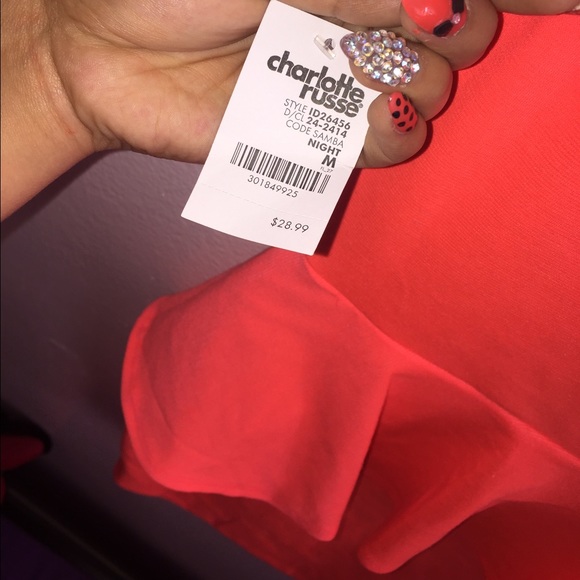 charlotte
russe
STYLE ID26456
D/CL 24-2414
CODE SAMBA
NIGHT
M
301849925
$28.99